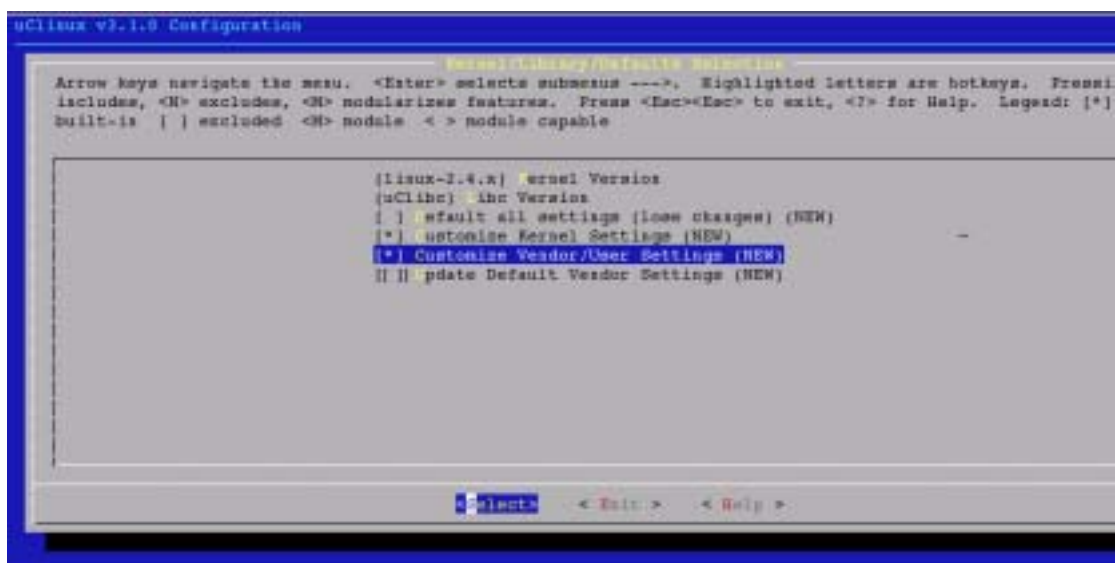 uClinux v3.1.0 Configuration
Kernel/Library/Defaults Selection
Arrow keys navigate the menu. <Enter> selects submenus --->. Highlighted letters are hotkeys. Pressi
includes, <N> excludes, <M> modularizes features. Press <Esc><Esc> to exit, <?> for Help. Legend: [*]
built-in [ ] excluded <M> module < > module capable
(linux-2.4.x) Kernel Version
(uClibc) Libc Version
[ ] Default all settings (lose changes) (NEW)
[*] Customize Kernel Settings (NEW)
[*] Customize Vendor/User Settings (NEW)
[ ] Update Default Vendor Settings (NEW)
<Select> < Exit > < Help >